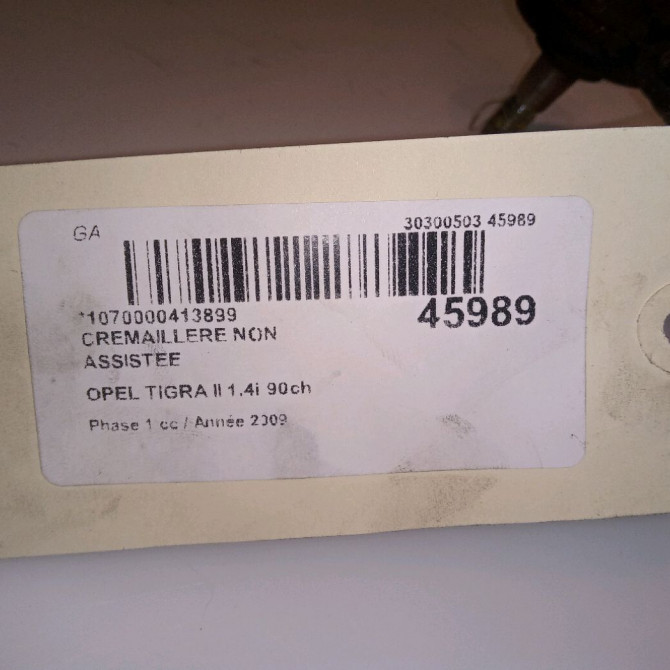 GA
30300503 45989
*1070000413899
45989
CREMAILLERE NON
ASSISTEE
OPEL TIGRA II 1.4i 90ch
Phase 1 cc / Année 2009